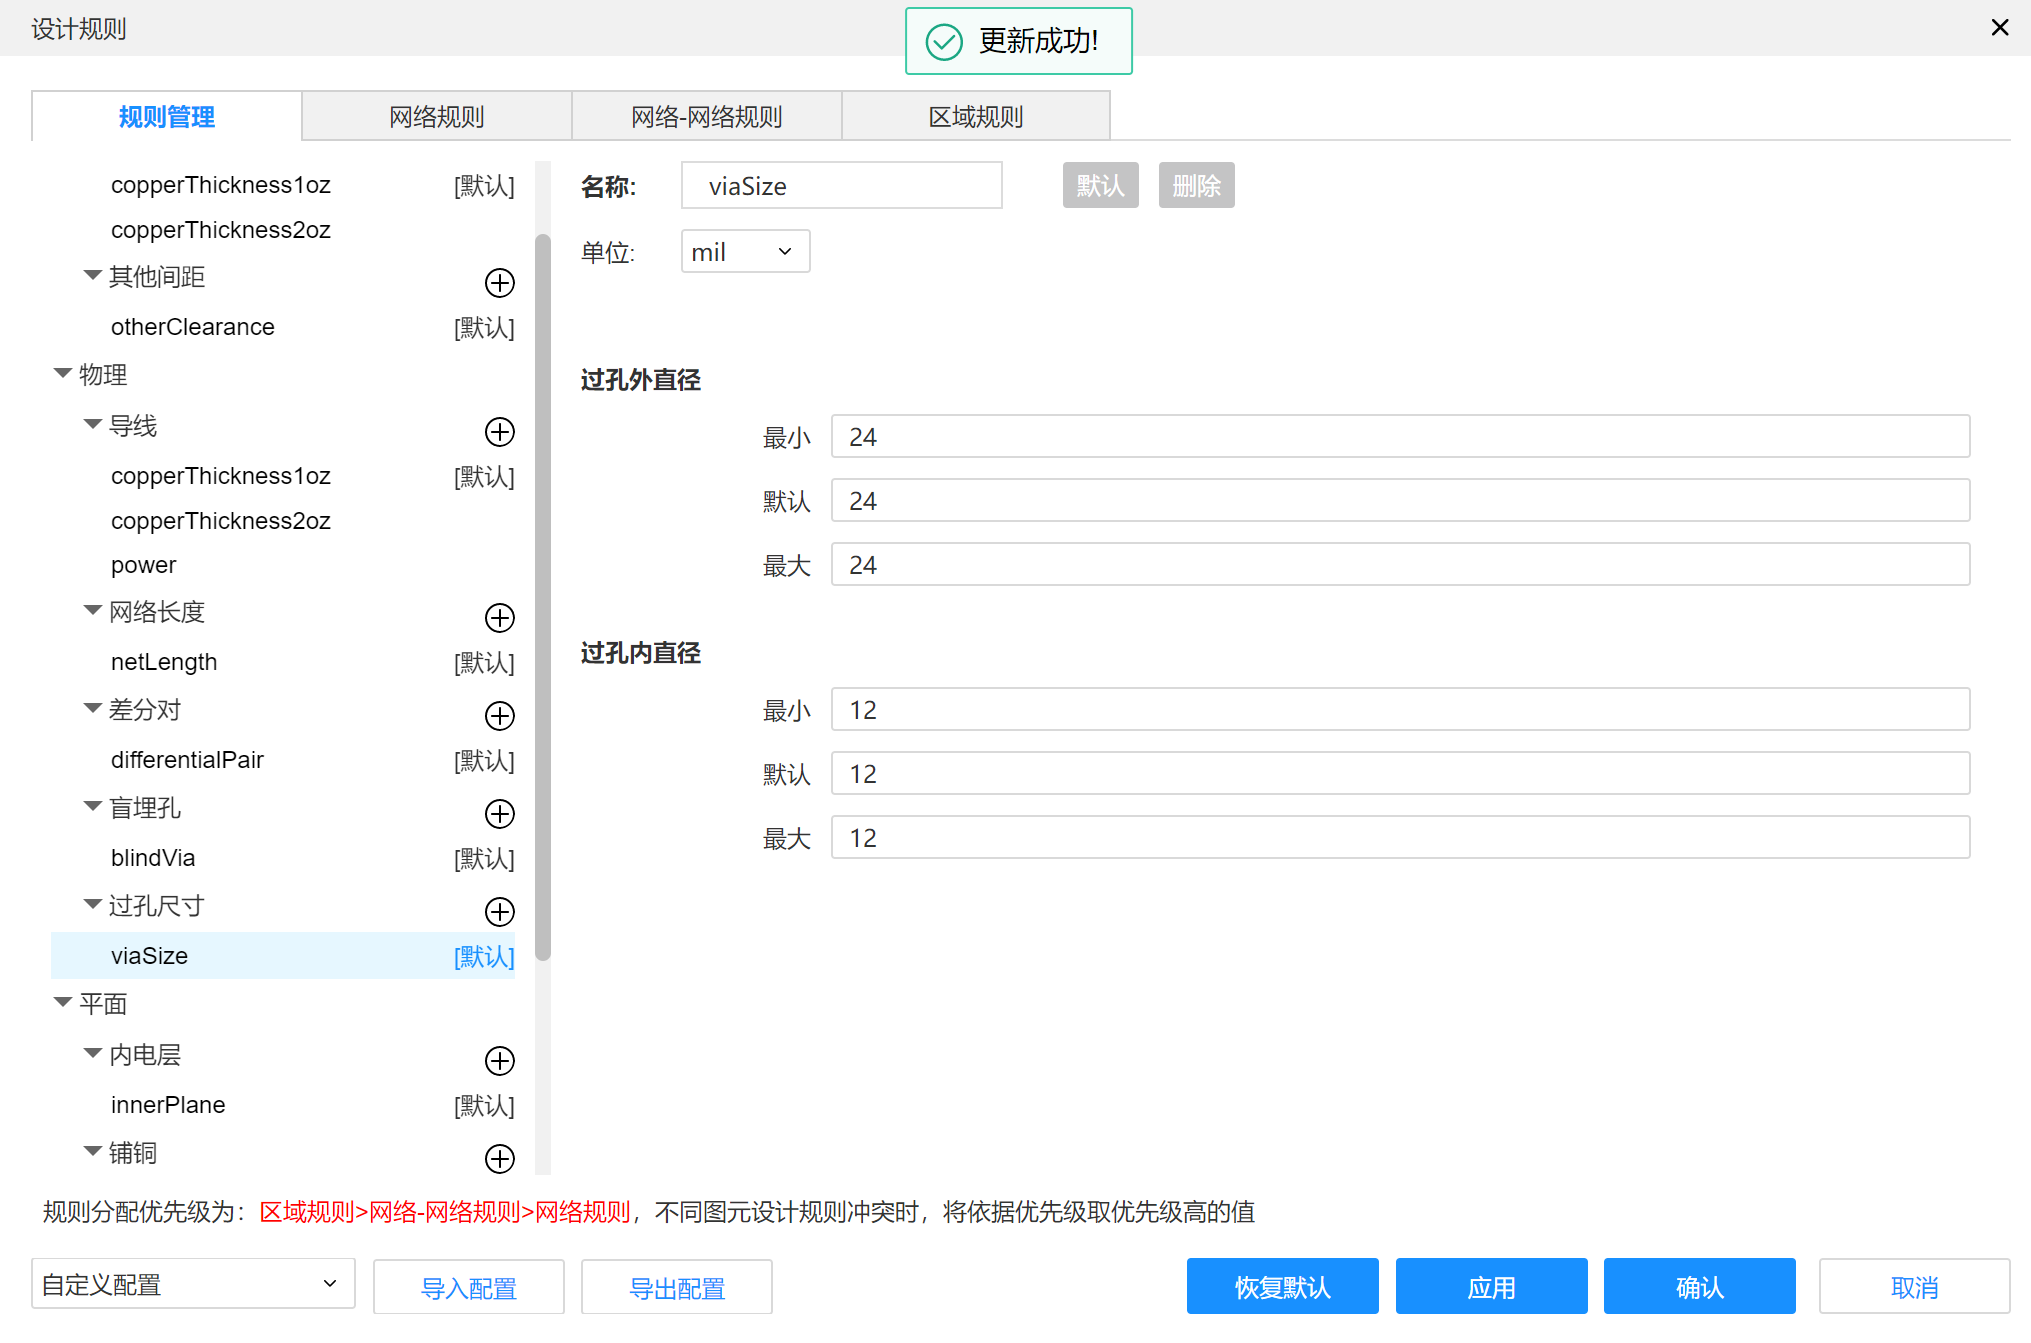 设计规则
更新成功!
规则管理
网络规则
网络-网络规则
区域规则
copperThickness1oz [默认]
copperThickness2oz
其他间距
otherClearance [默认]
物理
导线
copperThickness1oz [默认]
copperThickness2oz
power
网络长度
netLength [默认]
差分对
differentialPair [默认]
盲埋孔
blindVia [默认]
过孔尺寸
viaSize [默认]
平面
内电层
innerPlane [默认]
铺铜
名称: viaSize 默认 删除
单位: mil
过孔外直径
最小 24
默认 24
最大 24
过孔内直径
最小 12
默认 12
最大 12
规则分配优先级为：区域规则>网络-网络规则>网络规则，不同图元设计规则冲突时，将依据优先级取优先级高的值
自定义配置 导入配置 导出配置 恢复默认 应用 确认 取消